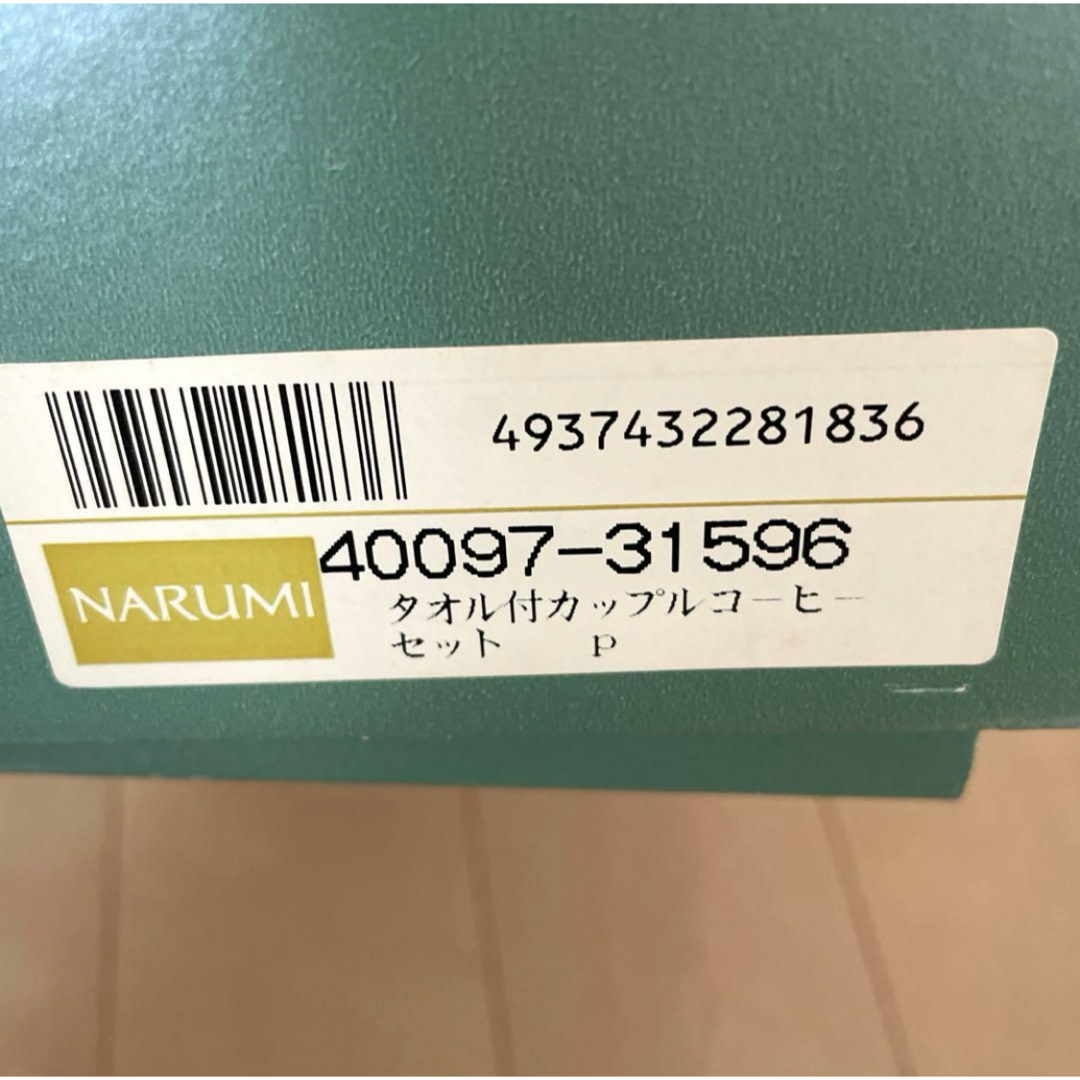 4937432281836
NARUMI
40097-31596
タオル付カップルコーヒー
セット　　p